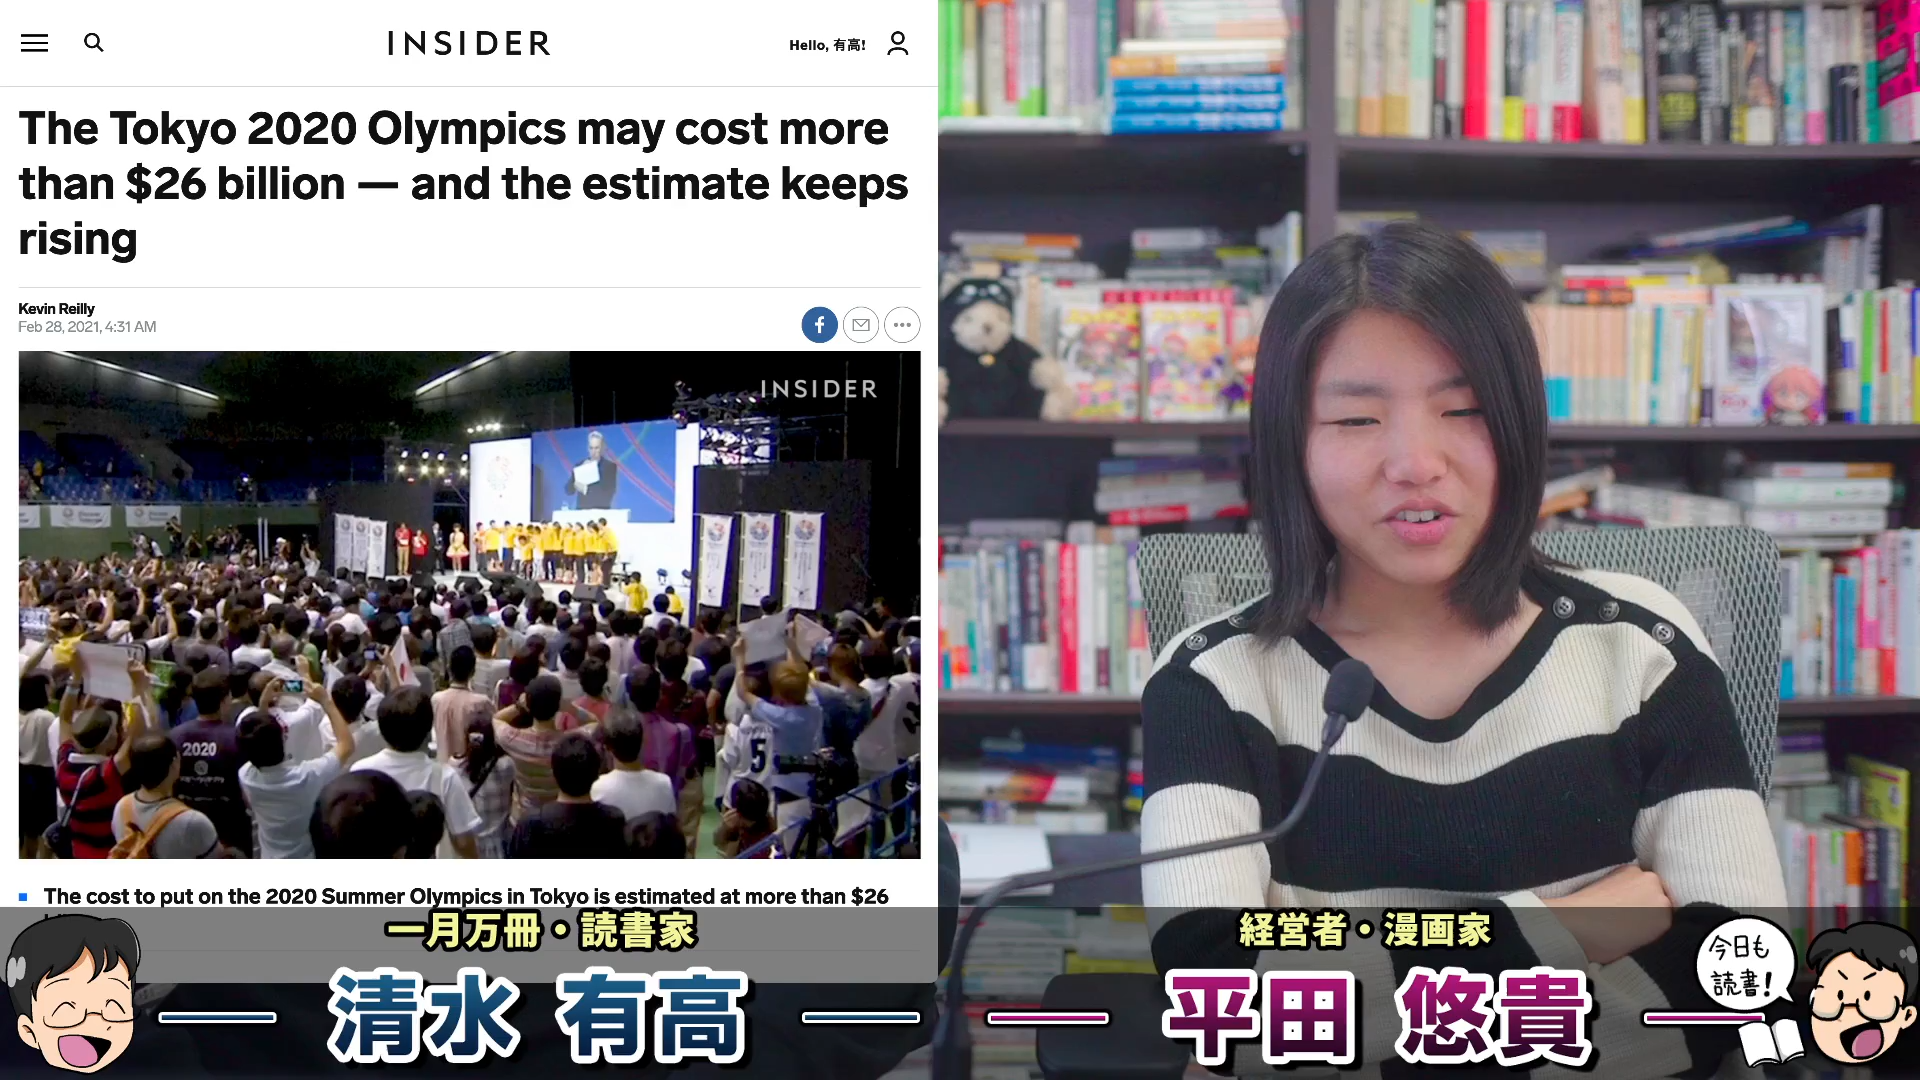 INSIDER
Hello, 有高!
The Tokyo 2020 Olympics may cost more
than $26 billion — and the estimate keeps
rising
Kevin Reilly
Feb 28, 2021, 4:31 AM
INSIDER
2020
5
The cost to put on the 2020 Summer Olympics in Tokyo is estimated at more than $26
一月万冊・読書家
清水 有高
経営者・漫画家
平田 悠貴
今日も
読書!